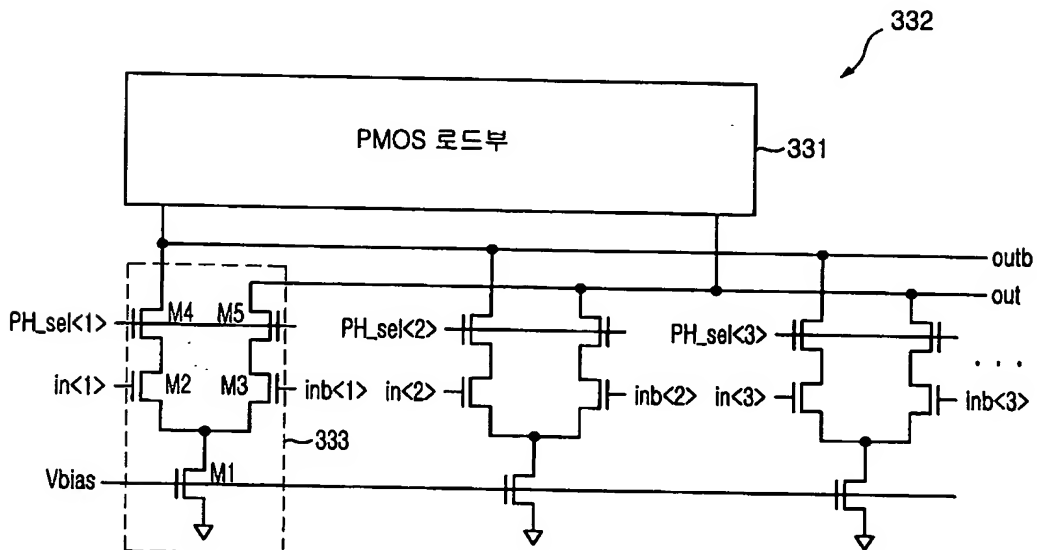 332
PMOS 로드부
331
outb
out
PH_sel<1>
M4
M5
PH_sel<2>
PH_sel<3>
. . .
in<1>
M2
M3
inb<1>
in<2>
inb<2>
in<3>
inb<3>
333
Vbias
M1